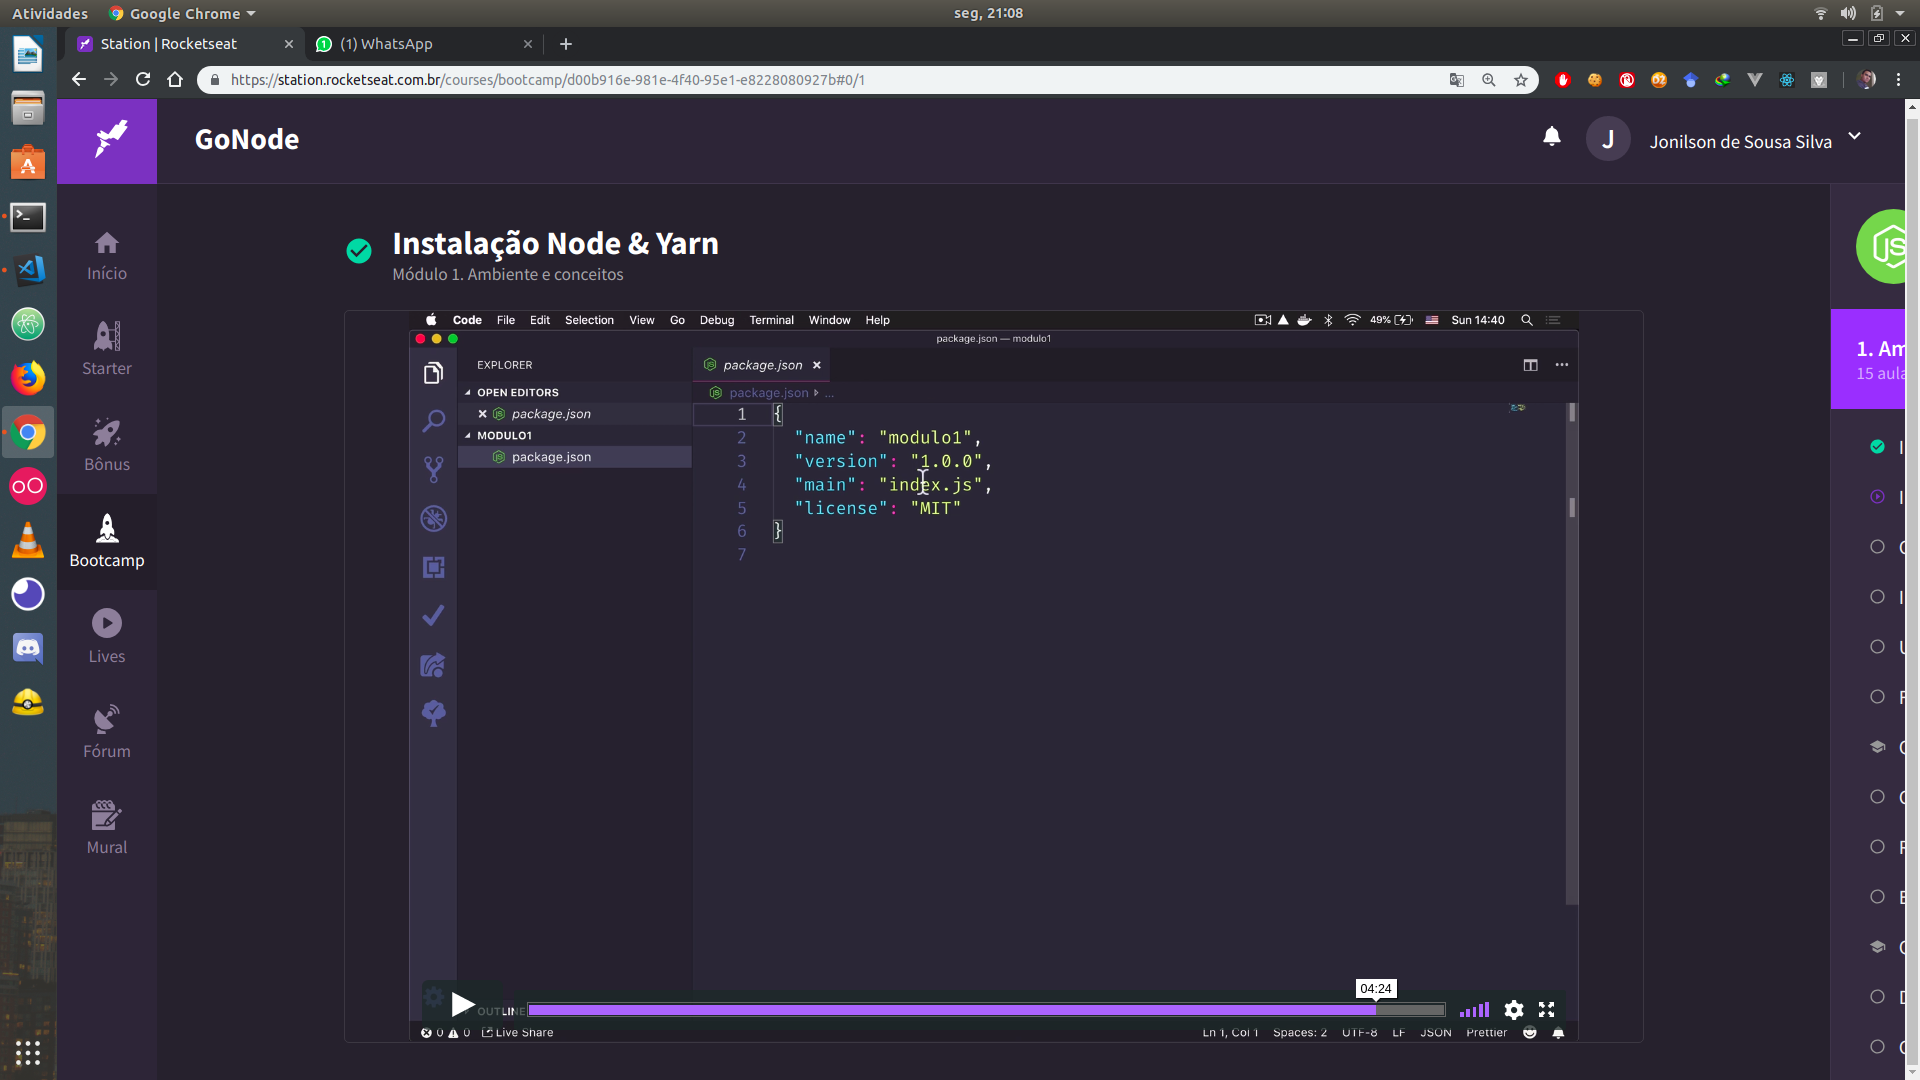 Atividades
Google Chrome
seg, 21:08
Station | Rocketseat
(1) WhatsApp
https://station.rocketseat.com.br/courses/bootcamp/d00b916e-981e-4f40-95e1-e8228080927b#0/1
GoNode
J
Jonilson de Sousa Silva
Início
Starter
Bônus
Bootcamp
Lives
Fórum
Mural
Instalação Node & Yarn
Módulo 1. Ambiente e conceitos
Code File Edit Selection View Go Debug Terminal Window Help
49%
Sun 14:40
package.json — modulo1
EXPLORER
OPEN EDITORS
package.json
MODULO1
package.json
package.json
package.json ...
1 {
2 "name": "modulo1",
3 "version": "1.0.0",
4 "main": "index.js",
5 "license": "MIT"
6 }
7
04:24
OUTLINE
0 0 Live Share
Ln 1, Col 1 Spaces: 2 UTF-8 LF JSON Prettier
JS
1. Am
15 aula